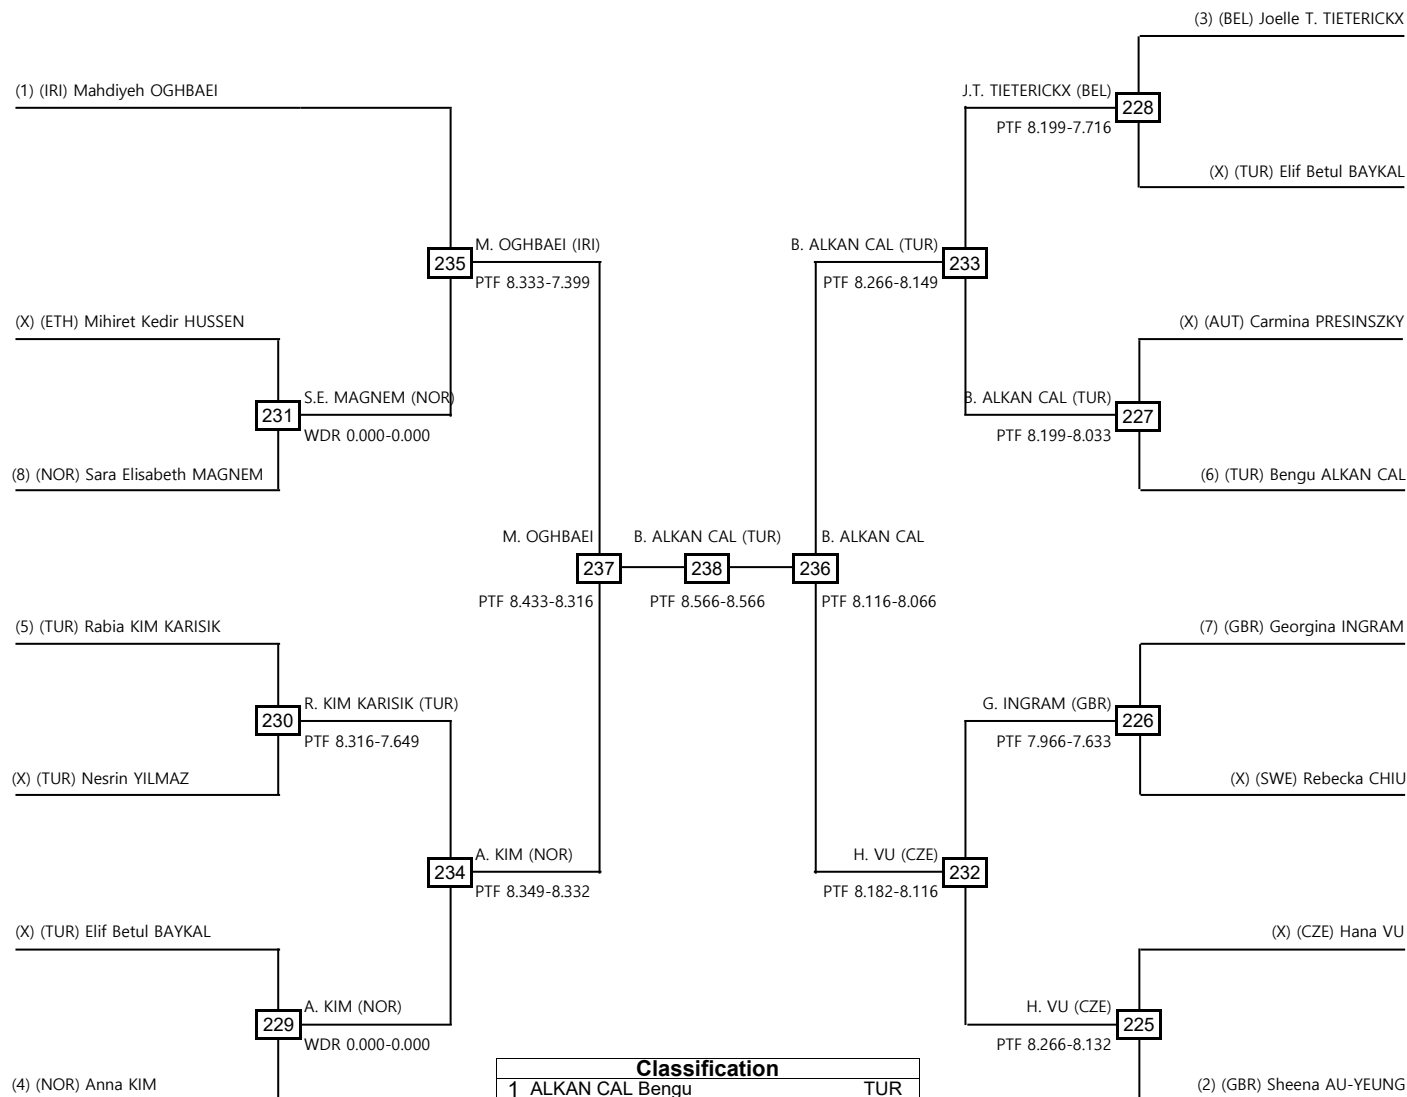 (3) (BEL) Joelle T. TIETERICKX
(1) (IRI) Mahdiyeh OGHBAEI
J.T. TIETERICKX (BEL)
228
PTF 8.199-7.716
(X) (TUR) Elif Betul BAYKAL
M. OGHBAEI (IRI)
235
PTF 8.333-7.399
B. ALKAN CAL (TUR)
233
PTF 8.266-8.149
(X) (ETH) Mihiret Kedir HUSSEN
(X) (AUT) Carmina PRESINSZKY
S.E. MAGNEM (NOR)
231
WDR 0.000-0.000
B. ALKAN CAL (TUR)
227
PTF 8.199-8.033
(8) (NOR) Sara Elisabeth MAGNEM
(6) (TUR) Bengu ALKAN CAL
M. OGHBAEI
237
PTF 8.433-8.316
B. ALKAN CAL (TUR)
238
PTF 8.566-8.566
B. ALKAN CAL
236
PTF 8.116-8.066
(5) (TUR) Rabia KIM KARISIK
(7) (GBR) Georgina INGRAM
R. KIM KARISIK (TUR)
230
PTF 8.316-7.649
G. INGRAM (GBR)
226
PTF 7.966-7.633
(X) (TUR) Nesrin YILMAZ
(X) (SWE) Rebecka CHIU
A. KIM (NOR)
234
PTF 8.349-8.332
H. VU (CZE)
232
PTF 8.182-8.116
(X) (TUR) Elif Betul BAYKAL
(X) (CZE) Hana VU
A. KIM (NOR)
229
WDR 0.000-0.000
H. VU (CZE)
225
PTF 8.266-8.132
(4) (NOR) Anna KIM
(2) (GBR) Sheena AU-YEUNG
Classification
1 ALKAN CAL Bengu TUR